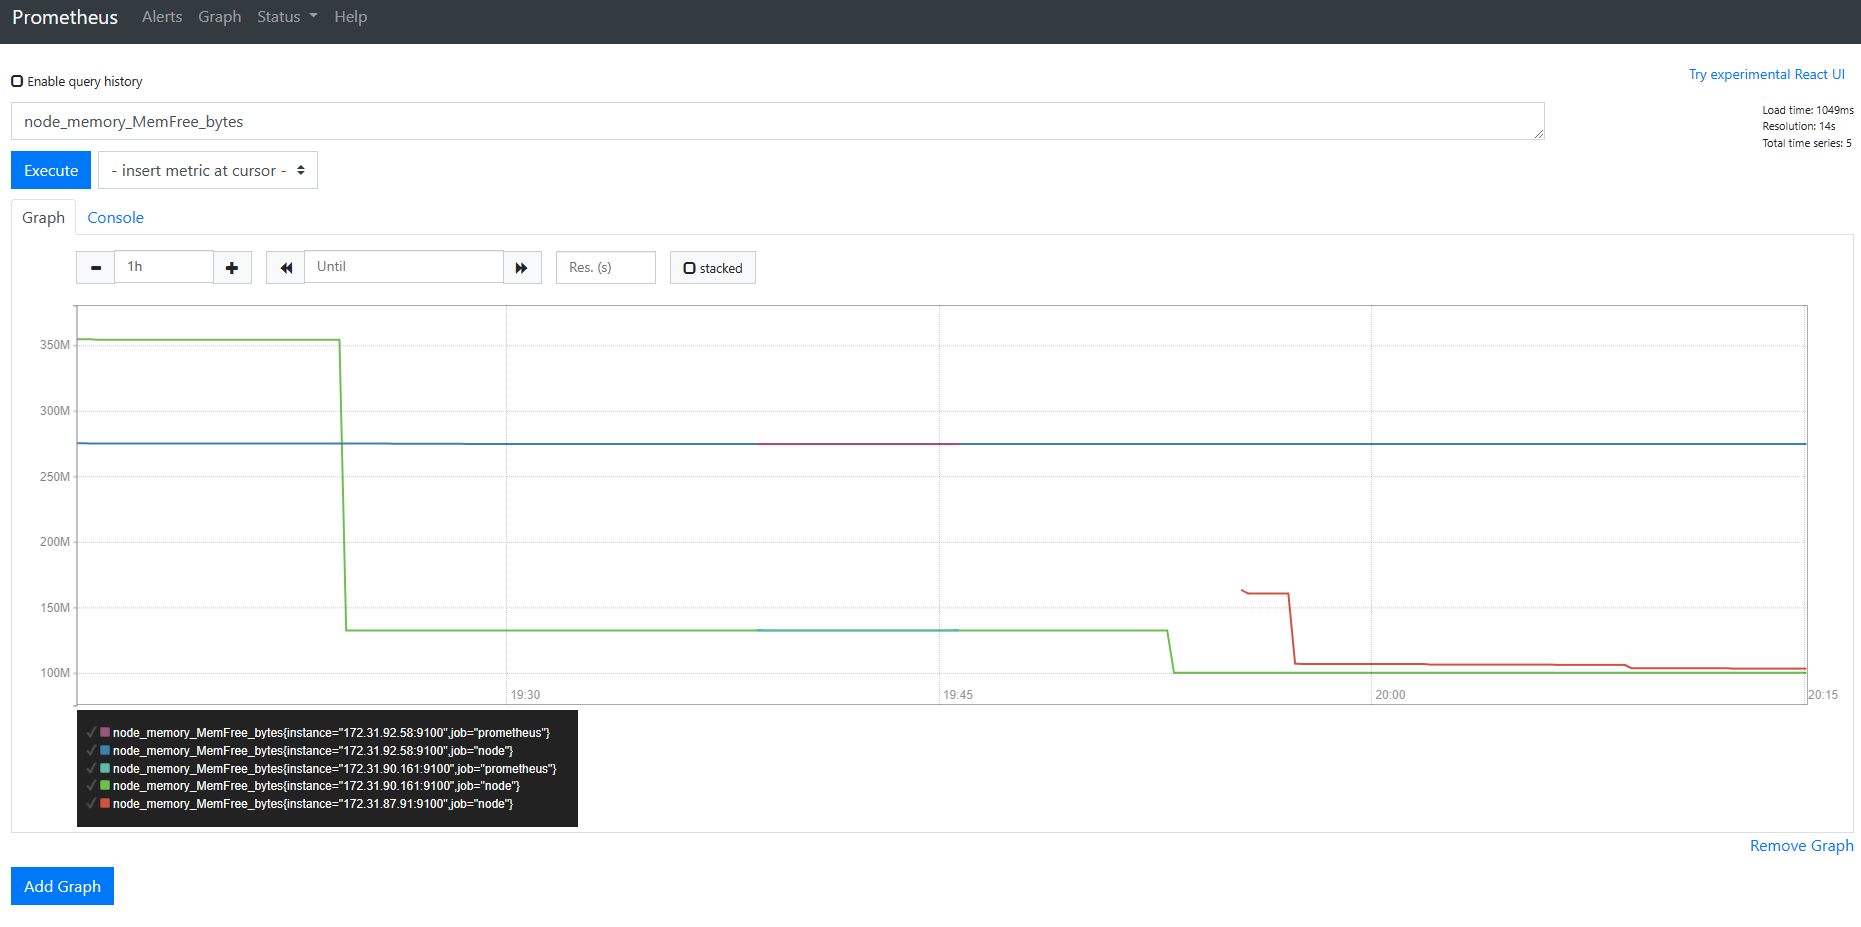 Prometheus Alerts Graph Status Help
Enable query history
Try experimental React UI
node_memory_MemFree_bytes
Load time: 1049ms
Resolution: 14s
Total time series: 5
Execute - insert metric at cursor -
Graph Console
1h Until Res. (s) stacked
350M
300M
250M
200M
150M
100M
19:30 19:45 20:00 20:15
node_memory_MemFree_bytes{instance="172.31.92.58:9100",job="prometheus"}
node_memory_MemFree_bytes{instance="172.31.92.58:9100",job="node"}
node_memory_MemFree_bytes{instance="172.31.90.161:9100",job="prometheus"}
node_memory_MemFree_bytes{instance="172.31.90.161:9100",job="node"}
node_memory_MemFree_bytes{instance="172.31.87.91:9100",job="node"}
Remove Graph
Add Graph